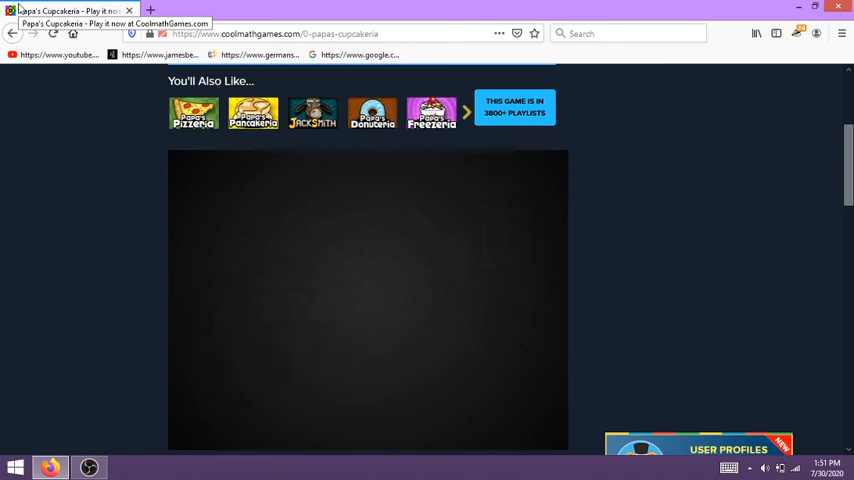 Papa's Cupcakeria - Play it now
Papa's Cupcakeria - Play it now at CoolmathGames.com
https://www.coolmathgames.com/0-papas-cupcakeria
Search
24
https://www.youtube....
https://www.jamesbe...
https://www.germans...
https://www.google.c...
You'll Also Like...
Papa's Pizzeria
Papa's Pancakeria
JACKSMITH
Papa's Donuteria
Papa's Freezeria
THIS GAME IS IN
3800+ PLAYLISTS
NEW
USER PROFILES
1:51 PM
7/30/2020